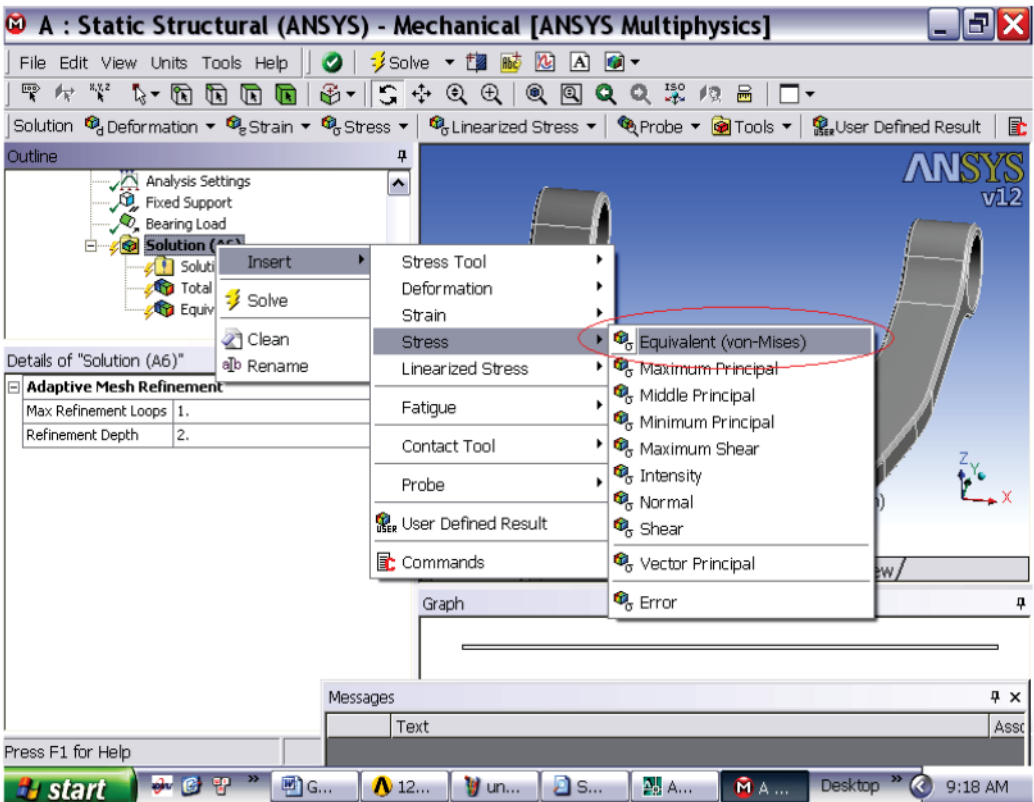 A : Static Structural (ANSYS) - Mechanical [ANSYS Multiphysics]
File Edit View Units Tools Help Solve
Solution Deformation Strain Stress Linearized Stress Probe Tools User Defined Result
Outline
Analysis Settings
Fixed Support
Bearing Load
Solution (A6)
Soluti
Total
Equiv
Insert
Solve
Clean
Rename
Stress Tool
Deformation
Strain
Stress
Linearized Stress
Fatigue
Contact Tool
Probe
User Defined Result
Commands
Equivalent (von-Mises)
Maximum Principal
Middle Principal
Minimum Principal
Maximum Shear
Intensity
Normal
Shear
Vector Principal
Error
ANSYS
v12
Z
Y
X
Details of "Solution (A6)"
Adaptive Mesh Refinement
Max Refinement Loops 1.
Refinement Depth 2.
ew
Graph
Messages
Text Asso
Press F1 for Help
start G... 12... un... S... A... A ... Desktop 9:18 AM